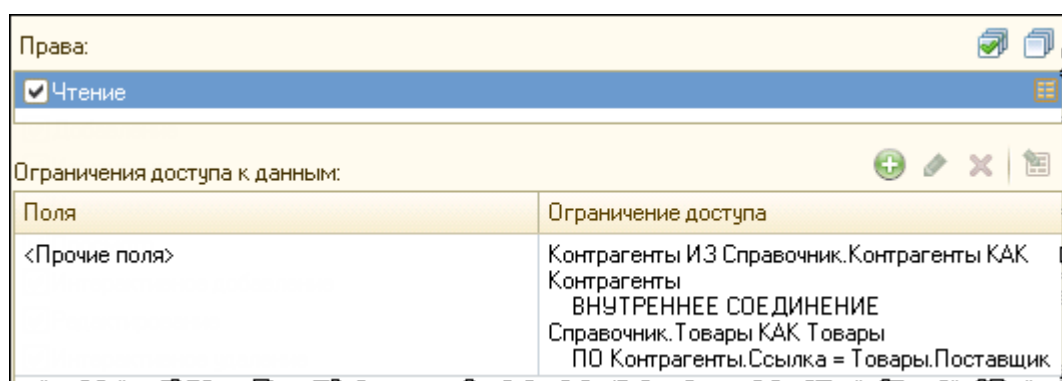 Права:
Чтение
Ограничения доступа к данным:
Поля
Ограничение доступа
<Прочие поля>
Контрагенты ИЗ Справочник.Контрагенты КАК
Контрагенты
ВНУТРЕННЕЕ СОЕДИНЕНИЕ
Справочник.Товары КАК Товары
ПО Контрагенты.Ссылка = Товары.Поставщик